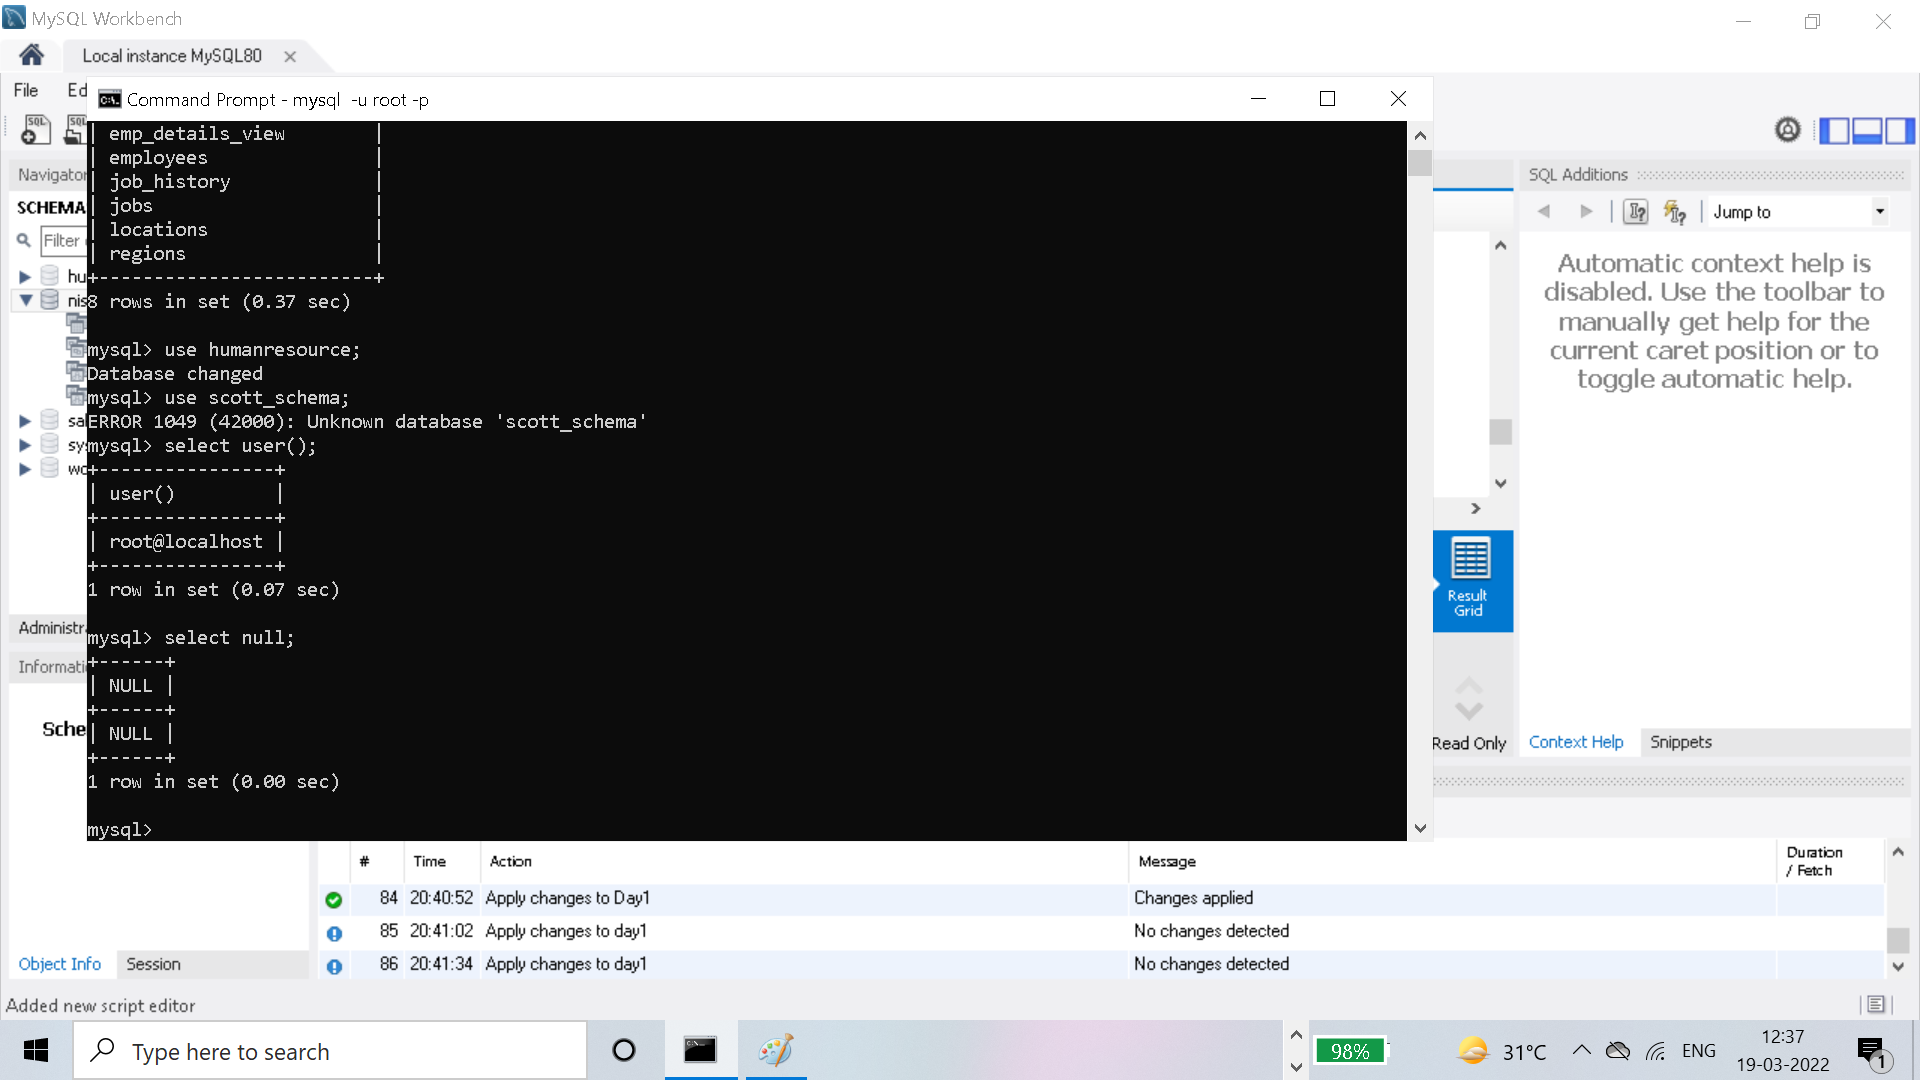 MySQL Workbench
Local instance MySQL80
File Ed
Command Prompt - mysql -u root -p
| emp_details_view |
| employees |
| job_history |
| jobs |
| locations |
| regions |
+--------------------------+
8 rows in set (0.37 sec)
mysql> use humanresource;
Database changed
mysql> use scott_schema;
ERROR 1049 (42000): Unknown database 'scott_schema'
mysql> select user();
+----------------+
| user() |
+----------------+
| root@localhost |
+----------------+
1 row in set (0.07 sec)
mysql> select null;
+------+
| NULL |
+------+
| NULL |
+------+
1 row in set (0.00 sec)
mysql>
SQL
SQL
Navigator
SCHEMA
Filter
hu
nis
sa
sy
wo
Administr
Informati
Sche
Object Info Session
SQL Additions
Jump to
Automatic context help is
disabled. Use the toolbar to
manually get help for the
current caret position or to
toggle automatic help.
Result
Grid
Read Only
Context Help Snippets
# Time Action Message Duration
/ Fetch
84 20:40:52 Apply changes to Day1 Changes applied
85 20:41:02 Apply changes to day1 No changes detected
86 20:41:34 Apply changes to day1 No changes detected
Added new script editor
Type here to search
98%
31°C
ENG
12:37
19-03-2022
1